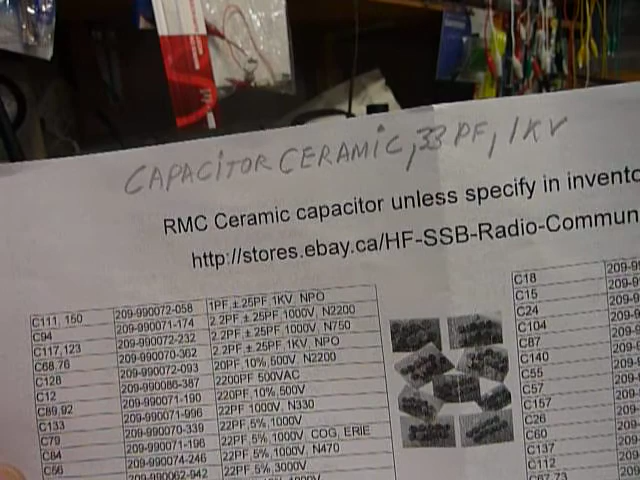 CAPACITOR CERAMIC, 33 PF, 1KV
RMC Ceramic capacitor unless specify in invento
http://stores.ebay.ca/HF-SSB-Radio-Commun
C111, 150 209-990072-058 1PF,±.25PF,1KV, NPO
C94 209-990071-174 2.2PF,±.25PF,1000V, N2200
C117,123 209-990072-232 2.2PF ±.25PF,1000V, N750
C68,76 209-990070-362 2.2PF ±.25PF,1KV, NPO
C128 209-990072-093 20PF,10%,500V, N2200
C12 209-990086-387 2200PF 500VAC
C89,92 209-990071-190 220PF,10%,500V
C133 209-990071-996 22PF 1000V, N330
C79 209-990070-339 22PF 5%,1000V
C84 209-990071-196 22PF 5%,1000V, COG, ERIE
C56 209-990074-246 22PF 5%,1000V, N470
209-990062-942 22PF 5%,3000V
C18
C15
C24
C104
C87
C140
C55
C57
C157
C26
C60
C137
C112
C67,73